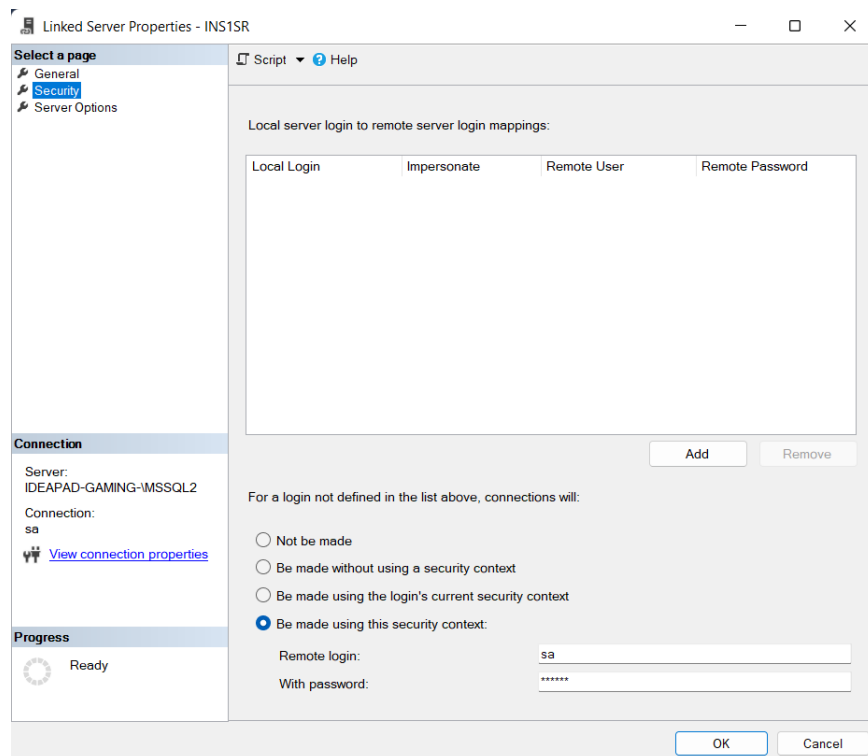 Linked Server Properties - INS1SR
Select a page
General
Security
Server Options
Script Help
Local server login to remote server login mappings:
Local Login Impersonate Remote User Remote Password
Add Remove
Connection
Server:
IDEAPAD-GAMING-\MSSQL2
Connection:
sa
View connection properties
Progress
Ready
For a login not defined in the list above, connections will:
Not be made
Be made without using a security context
Be made using the login's current security context
Be made using this security context:
Remote login: sa
With password: ******
OK Cancel